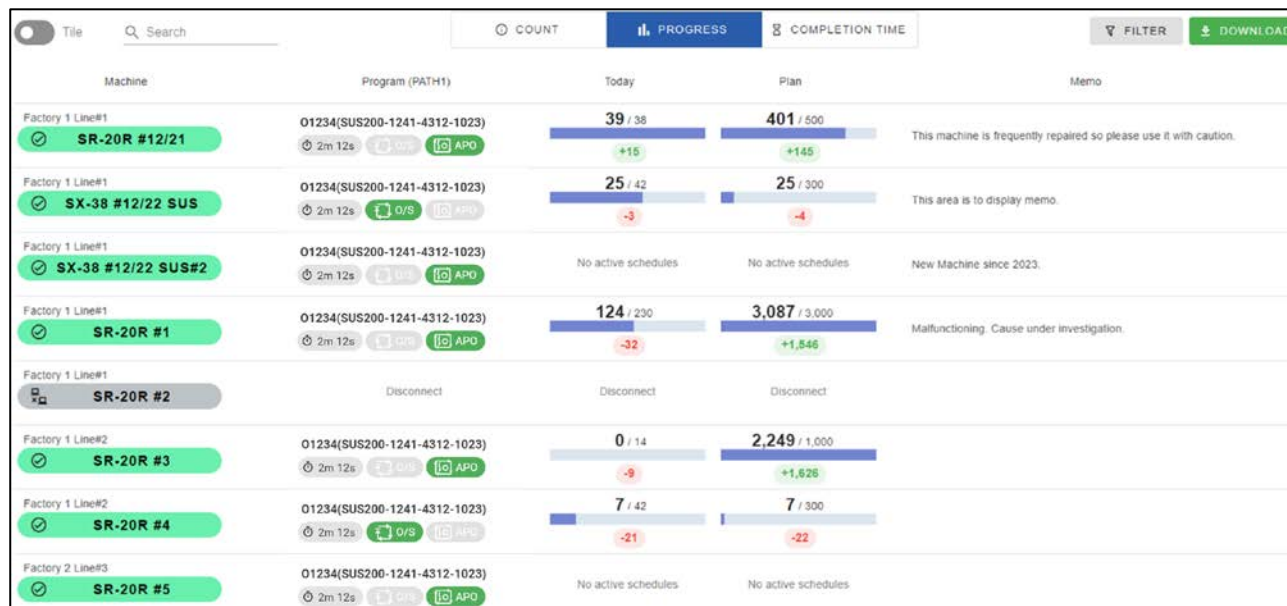 Tile
Search
COUNT
PROGRESS
COMPLETION TIME
FILTER
DOWNLOAD
Machine Program (PATH1) Today Plan Memo
Factory 1 Line#1
SR-20R #12/21
O1234(SUS200-1241-4312-1023)
2m 12s O/S APO
39 / 38
+15
401 / 500
+145
This machine is frequently repaired so please use it with caution.
Factory 1 Line#1
SX-38 #12/22 SUS
O1234(SUS200-1241-4312-1023)
2m 12s O/S APO
25 / 42
-3
25 / 300
-4
This area is to display memo.
Factory 1 Line#1
SX-38 #12/22 SUS#2
O1234(SUS200-1241-4312-1023)
2m 12s O/S APO
No active schedules
No active schedules
New Machine since 2023.
Factory 1 Line#1
SR-20R #1
O1234(SUS200-1241-4312-1023)
2m 12s O/S APO
124 / 230
-32
3,087 / 3,000
+1,546
Malfunctioning. Cause under investigation.
Factory 1 Line#1
SR-20R #2
Disconnect
Disconnect
Disconnect
Factory 1 Line#2
SR-20R #3
O1234(SUS200-1241-4312-1023)
2m 12s O/S APO
0 / 14
-9
2,249 / 1,000
+1,626
Factory 1 Line#2
SR-20R #4
O1234(SUS200-1241-4312-1023)
2m 12s O/S APO
7 / 42
-21
7 / 300
-22
Factory 2 Line#3
SR-20R #5
O1234(SUS200-1241-4312-1023)
2m 12s O/S APO
No active schedules
No active schedules